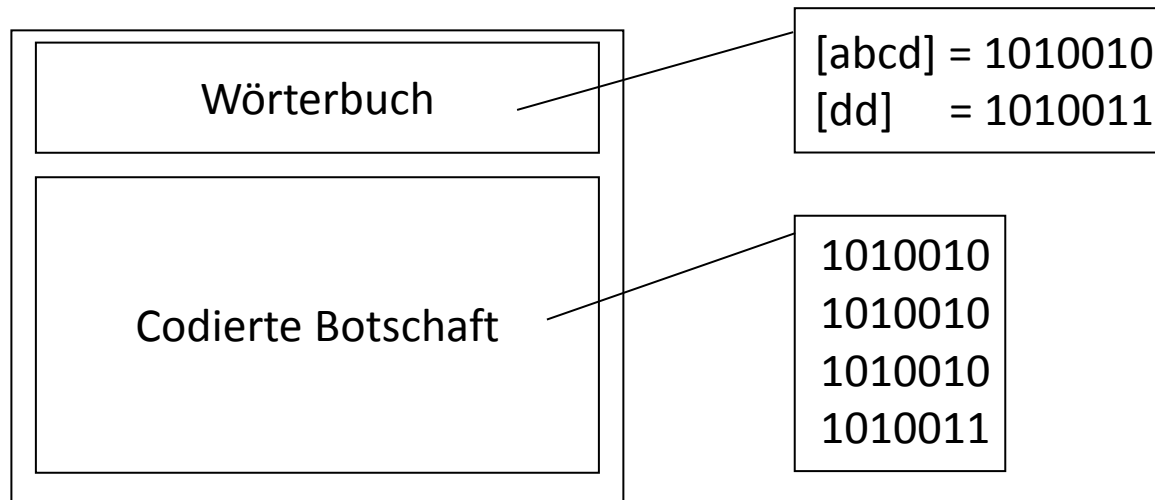 Wörterbuch
[abcd] = 1010010
[dd] = 1010011
Codierte Botschaft
1010010
1010010
1010010
1010011